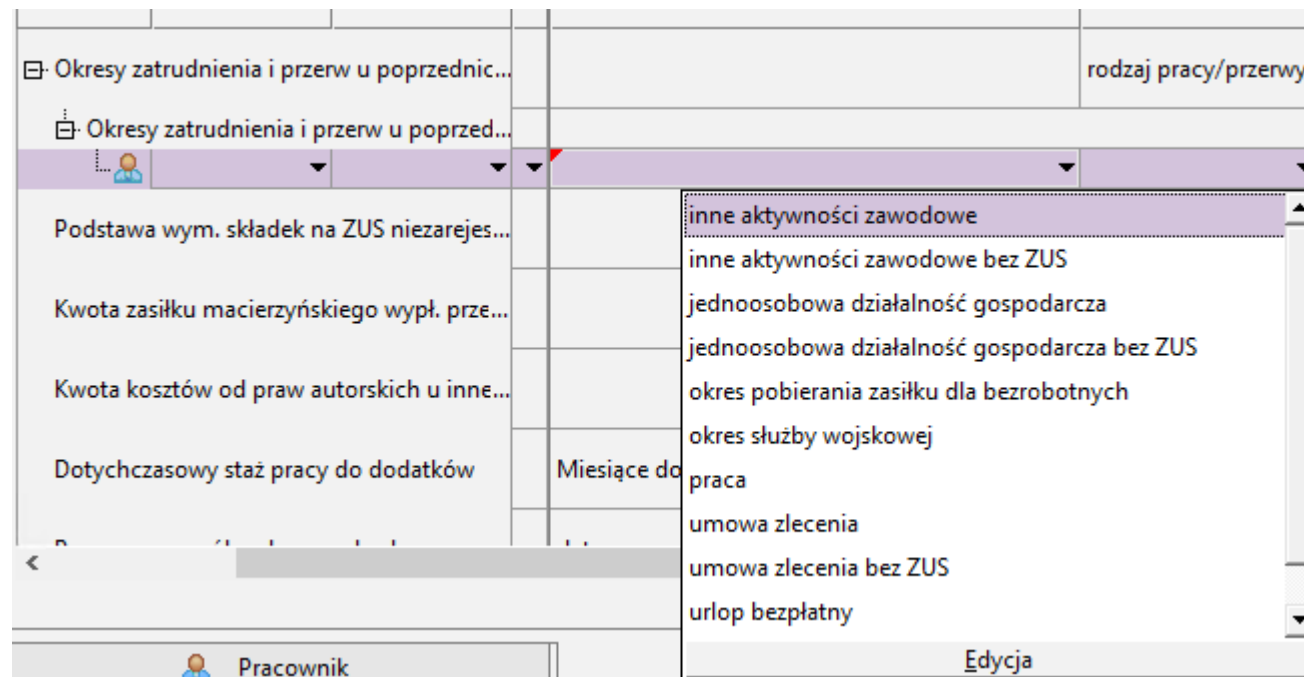 Okresy zatrudnienia i przerw u poprzednic...
rodzaj pracy/przerwy
Okresy zatrudnienia i przerw u poprzed...
inne aktywności zawodowe
Podstawa wym. składek na ZUS niezarejes...
inne aktywności zawodowe bez ZUS
jednoosobowa działalność gospodarcza
Kwota zasiłku macierzyńskiego wypł. prze...
jednoosobowa działalność gospodarcza bez ZUS
Kwota kosztów od praw autorskich u inne...
okres pobierania zasiłku dla bezrobotnych
okres służby wojskowej
Dotychczasowy staż pracy do dodatków
Miesiące do
praca
umowa zlecenia
umowa zlecenia bez ZUS
urlop bezpłatny
Edycja
Pracownik